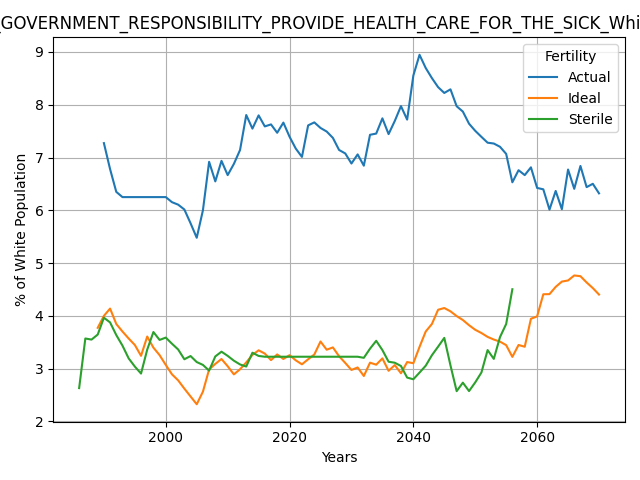 _GOVERNMENT_RESPONSIBILITY_PROVIDE_HEALTH_CARE_FOR_THE_SICK_Whi
9
8
7
6
5
4
3
2
% of White Population
2000
2020
2040
2060
Years
Fertility
Actual
Ideal
Sterile